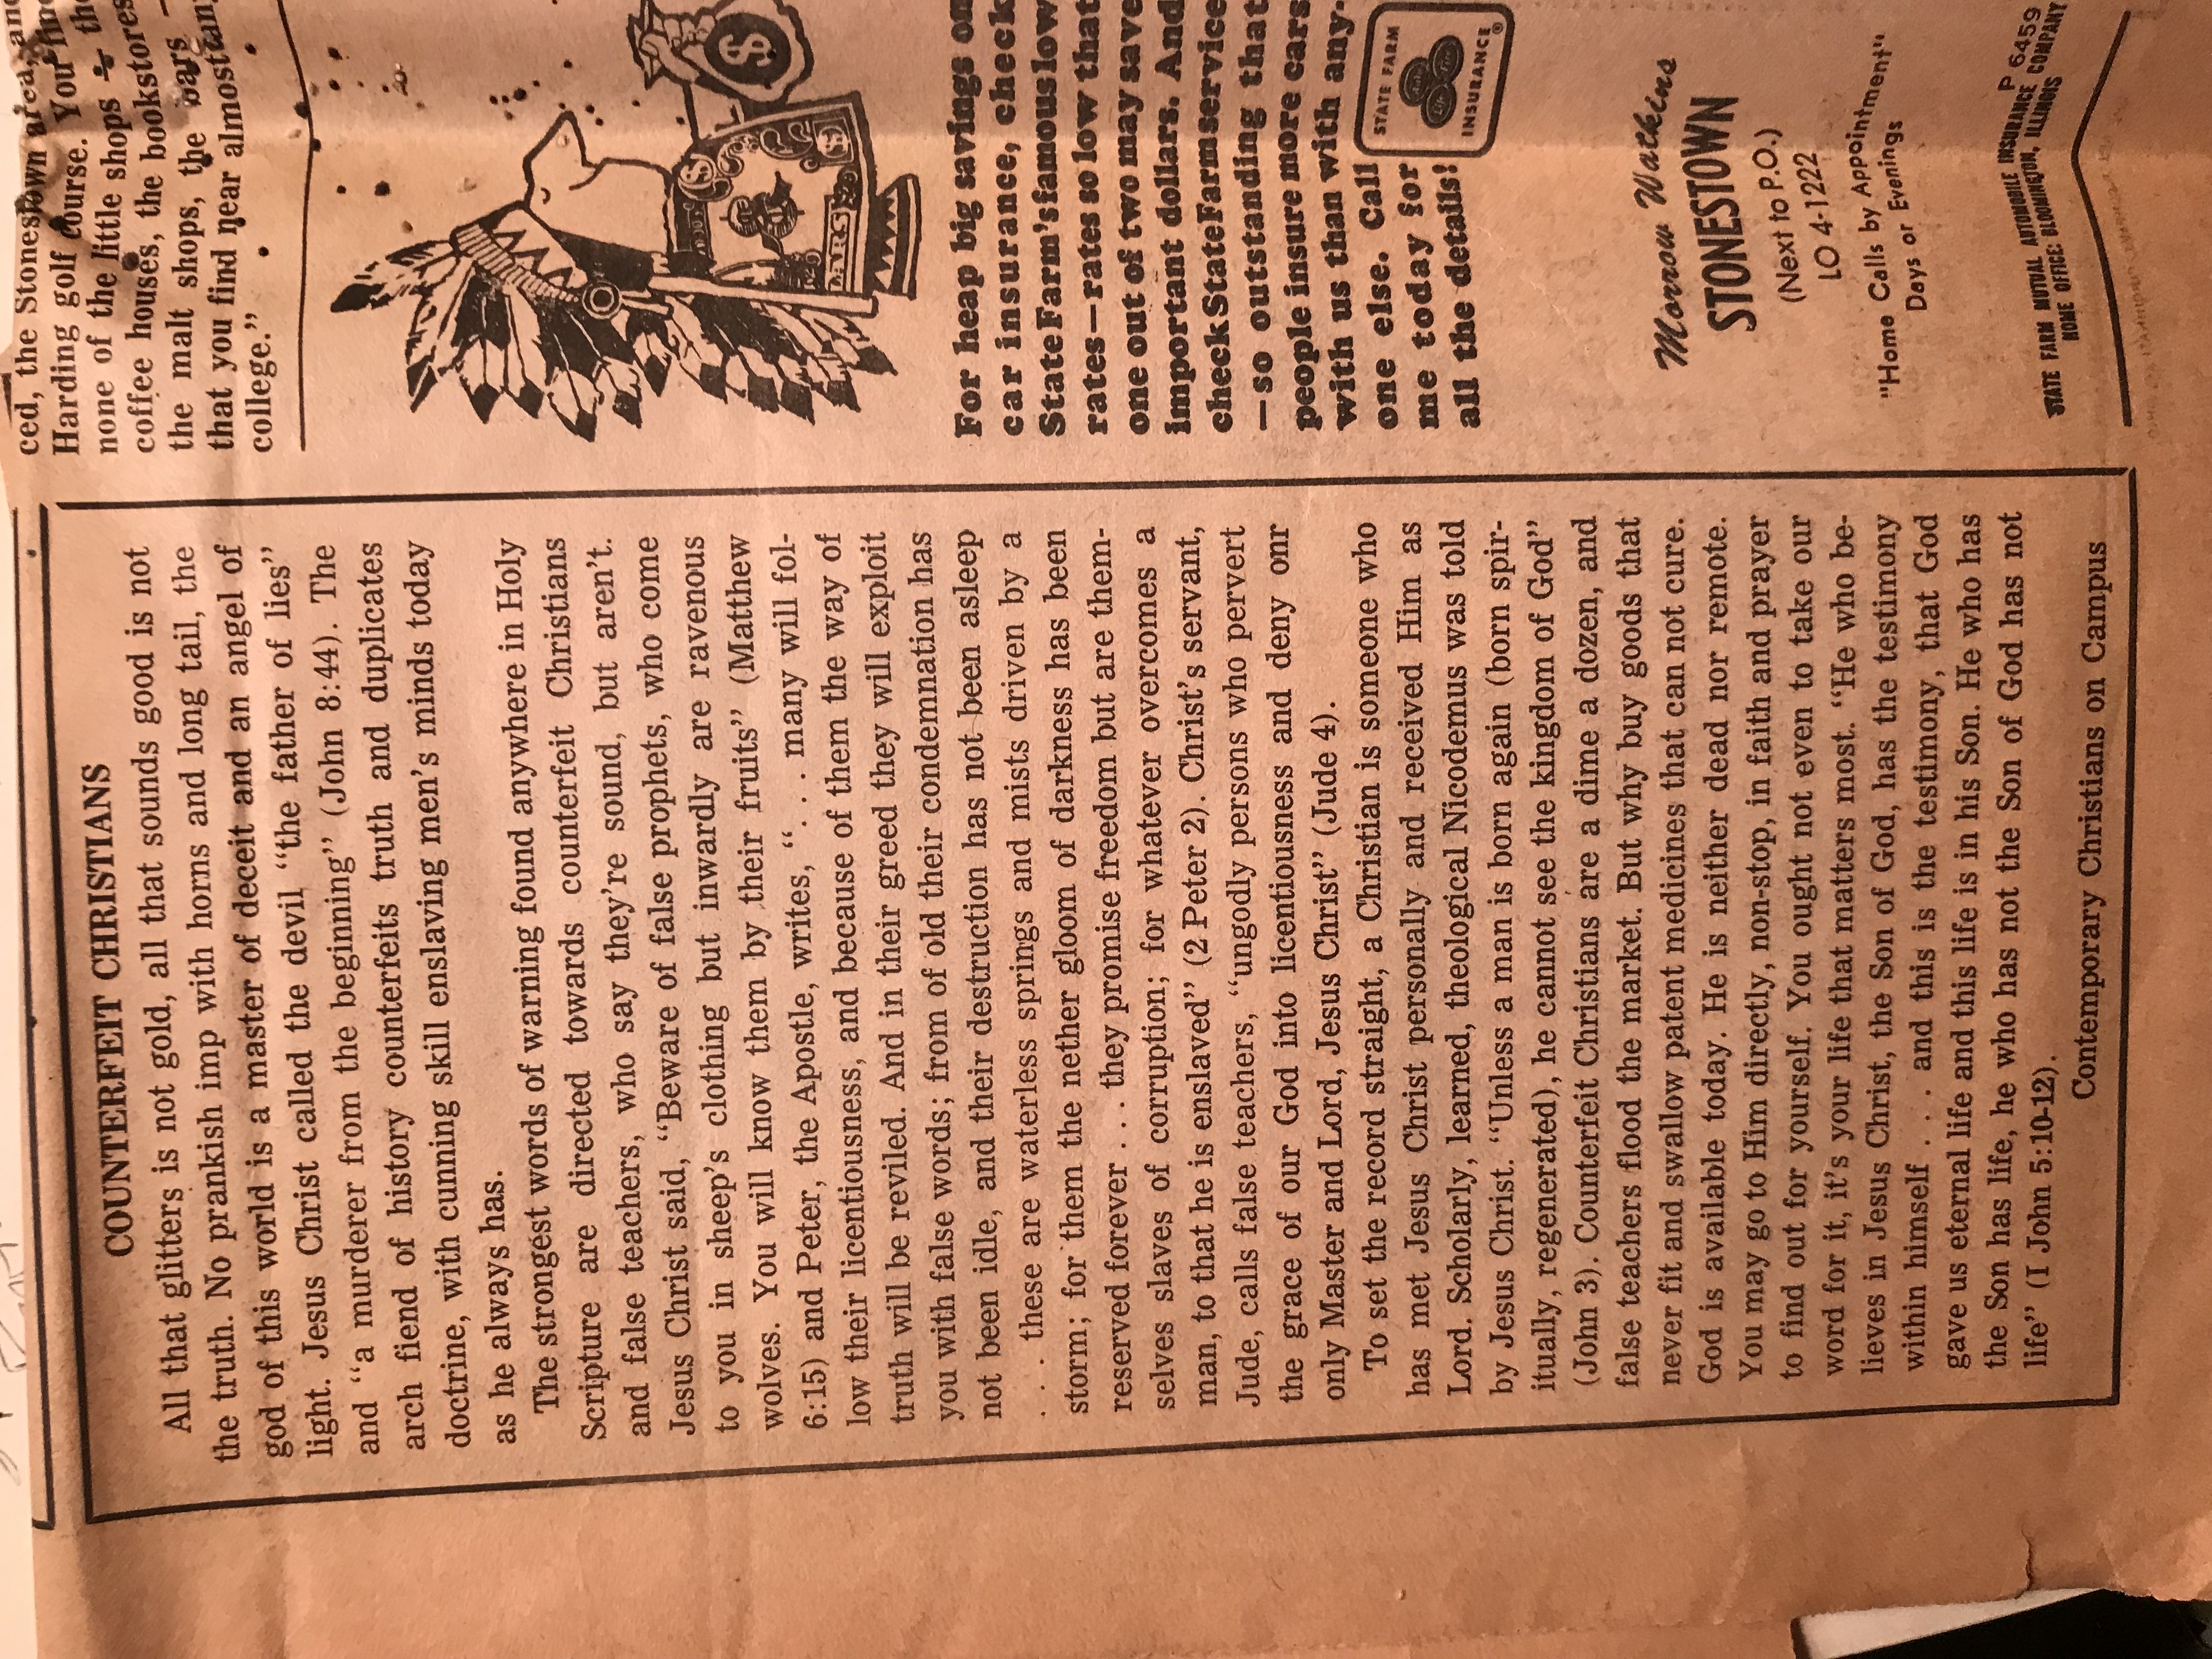 COUNTERFEIT CHRISTIANS
All that glitters is not gold, all that sounds good is not
the truth. No prankish imp with horns and long tail, the
god of this world is a master of deceit and an angel of
light. Jesus Christ called the devil “the father of lies”
and “a murderer from the beginning” (John 8:44). The
arch fiend of history counterfeits truth and duplicates
doctrine, with cunning skill enslaving men’s minds today
as he always has.
The strongest words of warning found anywhere in Holy
Scripture are directed towards counterfeit Christians
and false teachers, who say they’re sound, but aren’t.
Jesus Christ said, “Beware of false prophets, who come
to you in sheep’s clothing but inwardly are ravenous
wolves. You will know them by their fruits” (Matthew
6:15) and Peter, the Apostle, writes, “. . . many will fol-
low their licentiousness, and because of them the way of
truth will be reviled. And in their greed they will exploit
you with false words; from of old their condemnation has
not been idle, and their destruction has not been asleep
. . . these are waterless springs and mists driven by a
storm; for them the nether gloom of darkness has been
reserved forever . . . they promise freedom but are them-
selves slaves of corruption; for whatever overcomes a
man, to that he is enslaved” (2 Peter 2). Christ’s servant,
Jude, calls false teachers, “ungodly persons who pervert
the grace of our God into licentiousness and deny onr
only Master and Lord, Jesus Christ” (Jude 4).
To set the record straight, a Christian is someone who
has met Jesus Christ personally and received Him as
Lord. Scholarly, learned, theological Nicodemus was told
by Jesus Christ. “Unless a man is born again (born spir-
itually, regenerated), he cannot see the kingdom of God”
(John 3). Counterfeit Christians are a dime a dozen, and
false teachers flood the market. But why buy goods that
never fit and swallow patent medicines that can not cure.
God is available today. He is neither dead nor remote.
You may go to Him directly, non-stop, in faith and prayer
to find out for yourself. You ought not even to take our
word for it, it’s your life that matters most. “He who be-
lieves in Jesus Christ, the Son of God, has the testimony
within himself . . . and this is the testimony, that God
gave us eternal life and this life is in his Son. He who has
the Son has life, he who has not the Son of God has not
life” (I John 5:10-12).
Contemporary Christians on Campus
ced, the Stonestown area, and
Harding golf course. You find
none of the little shops — the
coffee houses, the bookstores
the malt shops, the bars —
that you find near almost any
college.”
For heap big savings on
car insurance, check
State Farm’s famous low
rates—rates so low that
one out of two may save
important dollars. And
check State Farm service
—so outstanding that
people insure more cars
with us than with any-
one else. Call
me today for
all the details!
STATE FARM
INSURANCE
®
Morrow Watkins
STONESTOWN
(Next to P.O.)
LO 4-1222
"Home Calls by Appointment"
Days or Evenings
P 6459
STATE FARM MUTUAL AUTOMOBILE INSURANCE COMPANY
HOME OFFICE: BLOOMINGTON, ILLINOIS